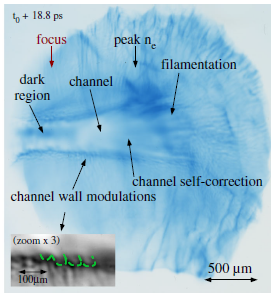 t₀ + 18.8 ps
focus
peak nₑ
filamentation
dark
region
channel
channel self-correction
channel wall modulations
(zoom x 3)
100µm
500 µm